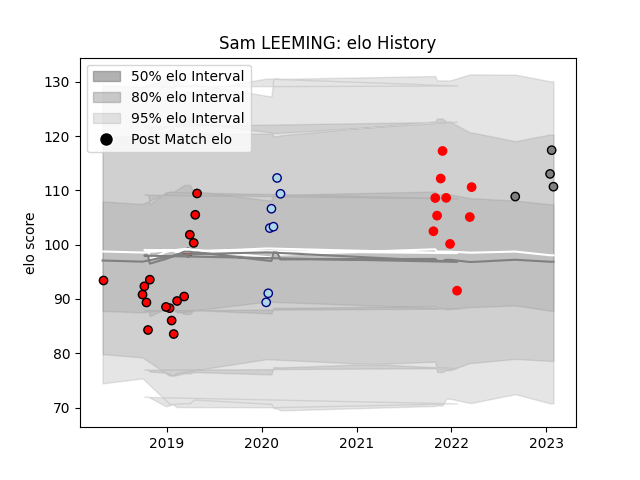 Sam LEEMING: elo History
50% elo Interval
80% elo Interval
95% elo Interval
Post Match elo
elo score
130
120
110
100
90
80
70
2019
2020
2021
2022
2023